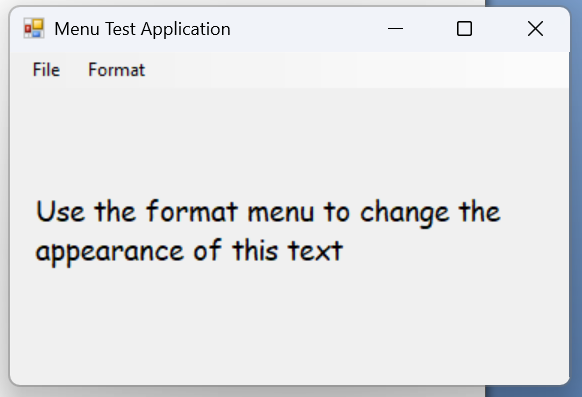 Menu Test Application
File Format
Use the format menu to change the
appearance of this text